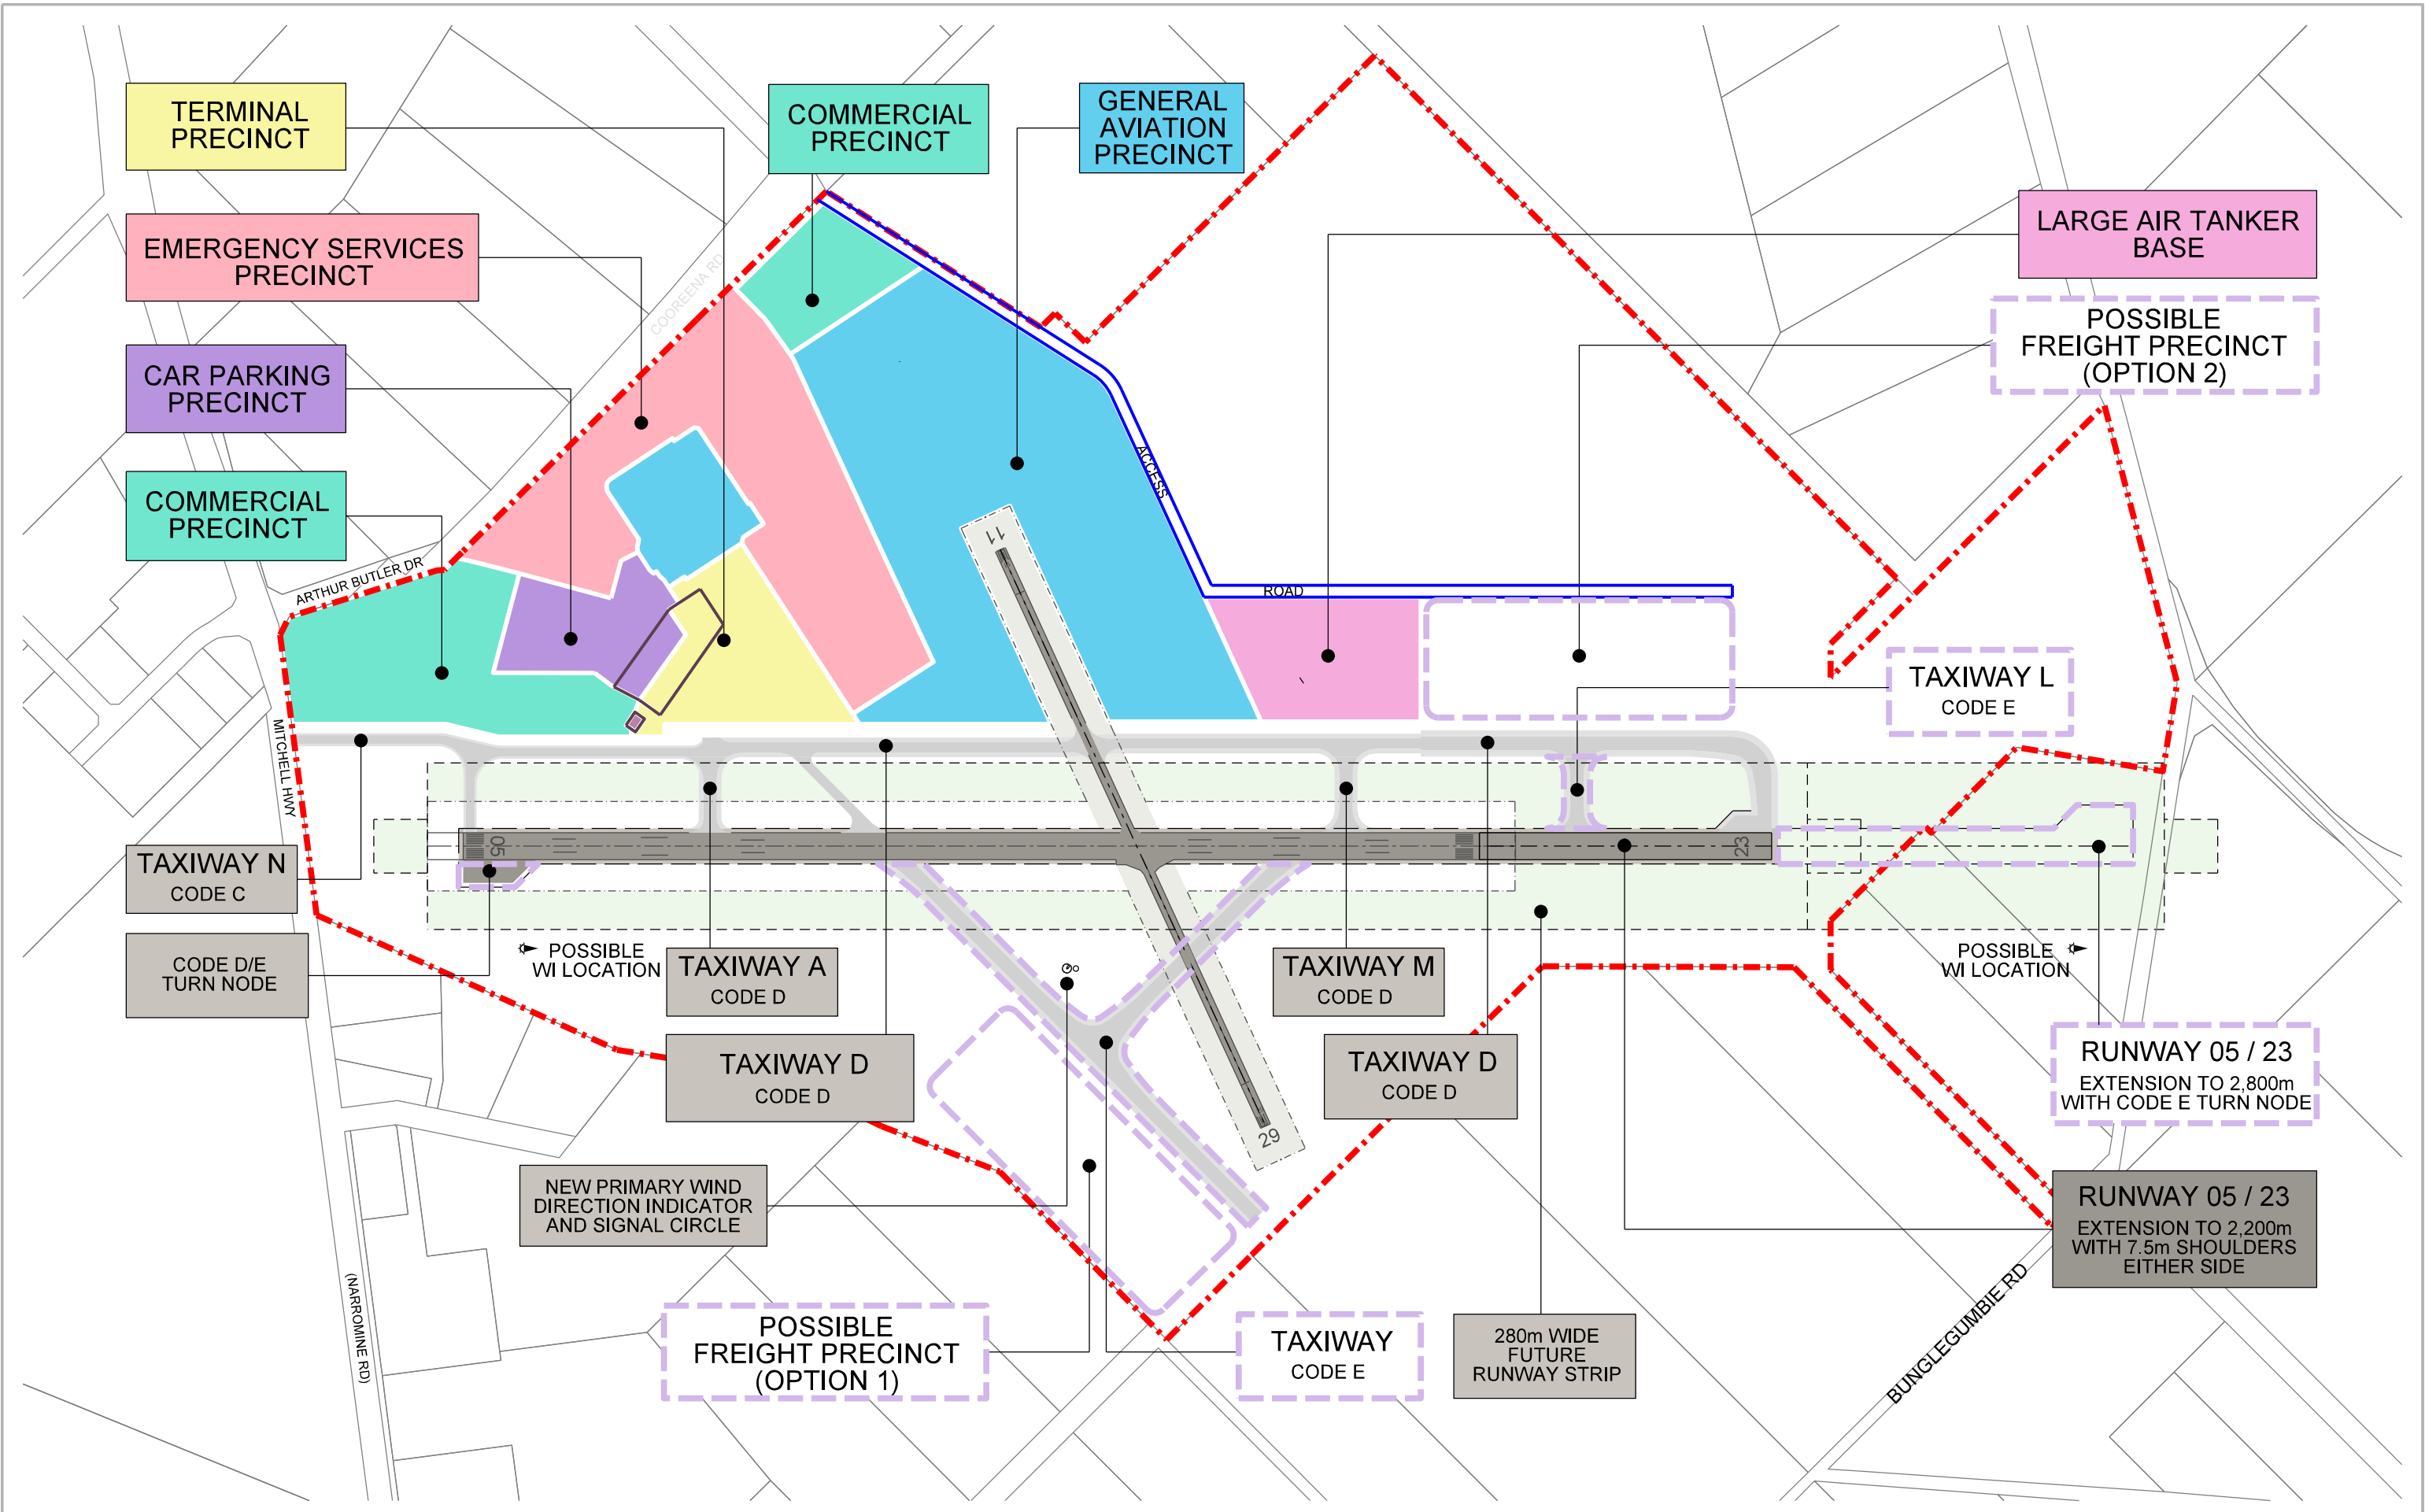 TERMINAL
PRECINCT
COMMERCIAL
PRECINCT
GENERAL
AVIATION
PRECINCT
EMERGENCY SERVICES
PRECINCT
LARGE AIR TANKER
BASE
COOREENA RD
POSSIBLE
FREIGHT PRECINCT
(OPTION 2)
CAR PARKING
PRECINCT
COMMERCIAL
PRECINCT
ACCESS
ROAD
11
ARTHUR BUTLER DR
TAXIWAY L
CODE E
MITCHELL HWY
05
23
TAXIWAY N
CODE C
CODE D/E
TURN NODE
POSSIBLE
WI LOCATION
TAXIWAY A
CODE D
TAXIWAY M
CODE D
POSSIBLE
WI LOCATION
TAXIWAY D
CODE D
TAXIWAY D
CODE D
RUNWAY 05 / 23
EXTENSION TO 2,800m
WITH CODE E TURN NODE
29
NEW PRIMARY WIND
DIRECTION INDICATOR
AND SIGNAL CIRCLE
RUNWAY 05 / 23
EXTENSION TO 2,200m
WITH 7.5m SHOULDERS
EITHER SIDE
(NARROMINE RD)
POSSIBLE
FREIGHT PRECINCT
(OPTION 1)
TAXIWAY
CODE E
280m WIDE
FUTURE
RUNWAY STRIP
BUNGLEGUMBIE RD